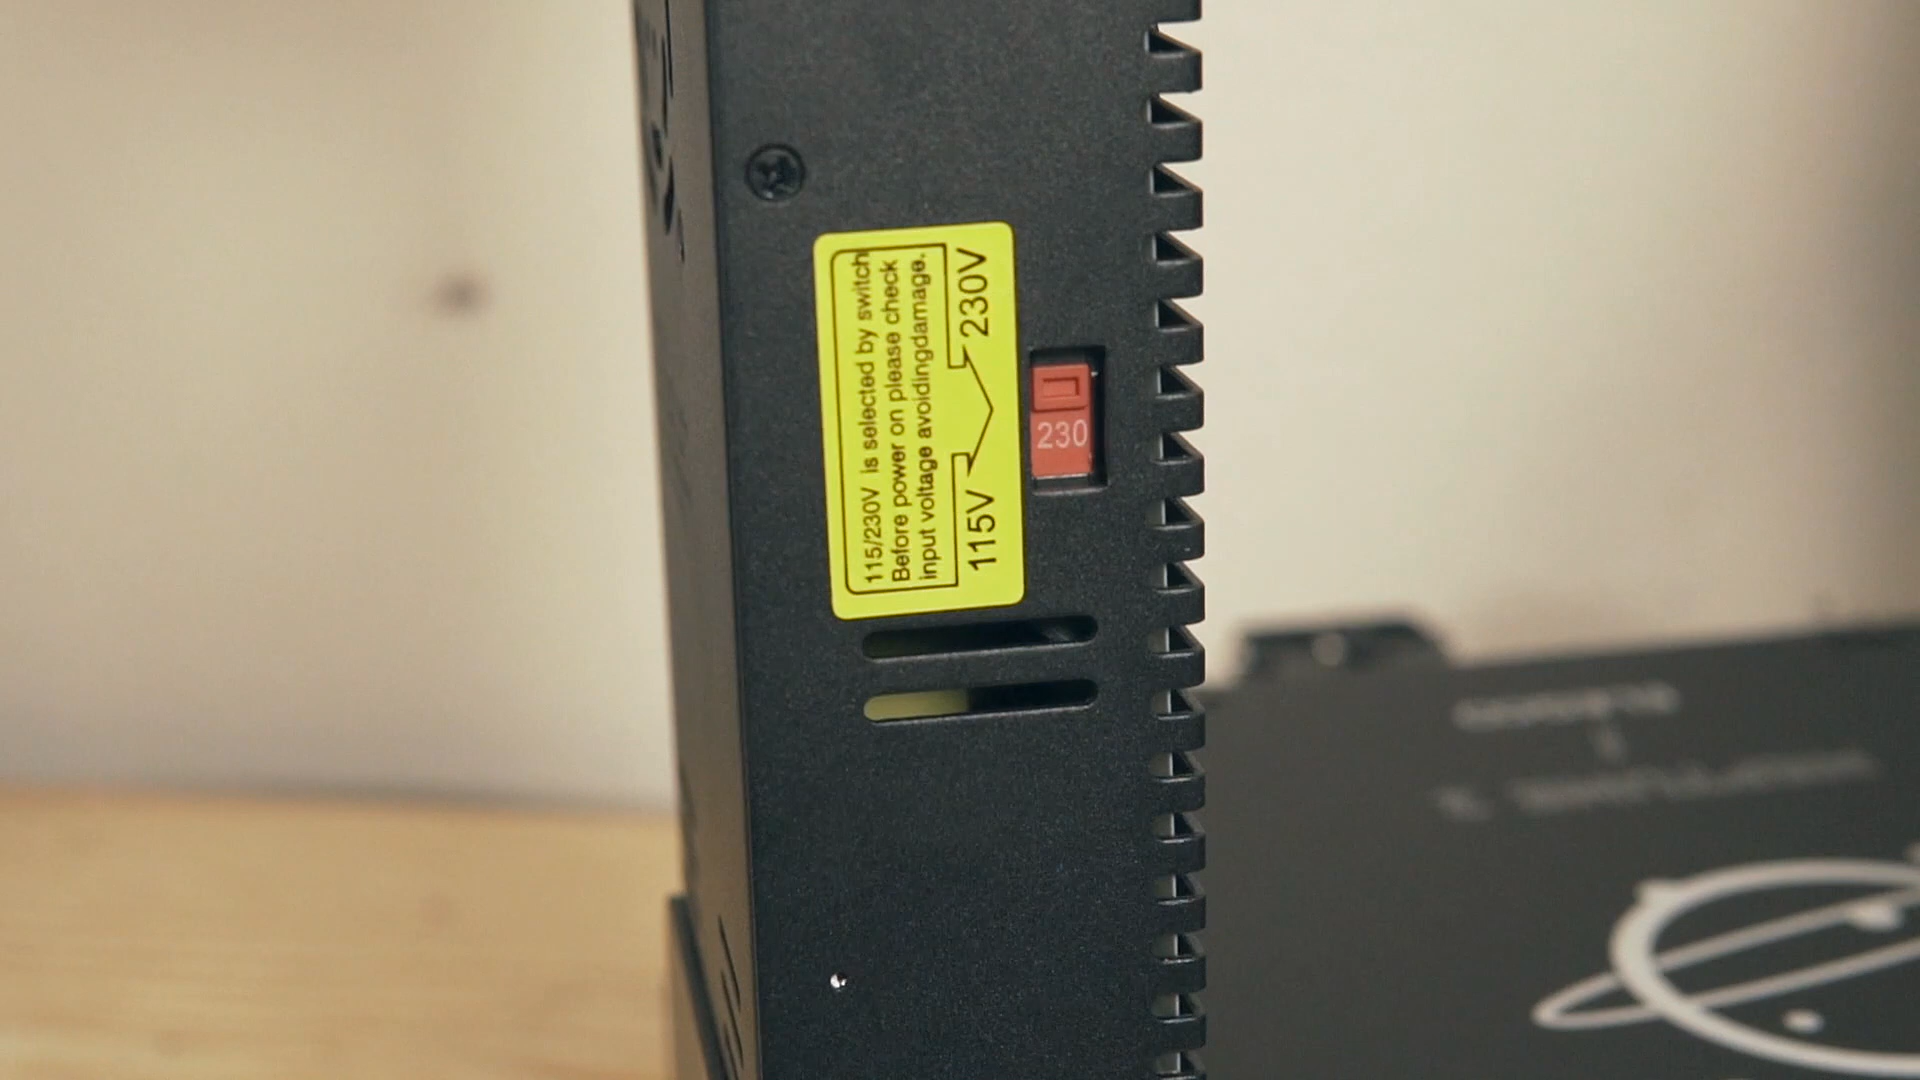 115/230V is selected by switch
Before power on please check
input voltage avoidingdamage.
115V 230V
230